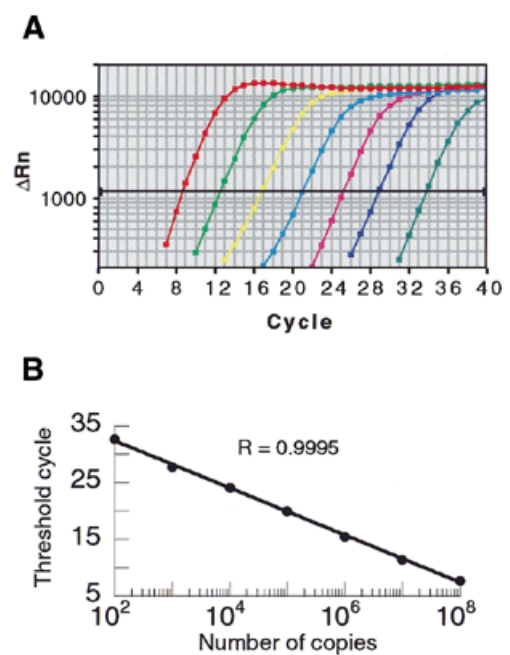 A
10000
1000
ΔRn
0 4 8 12 16 20 24 28 32 36 40
Cycle
B
35
25
15
5
Threshold cycle
R = 0.9995
10² 10⁴ 10⁶ 10⁸
Number of copies